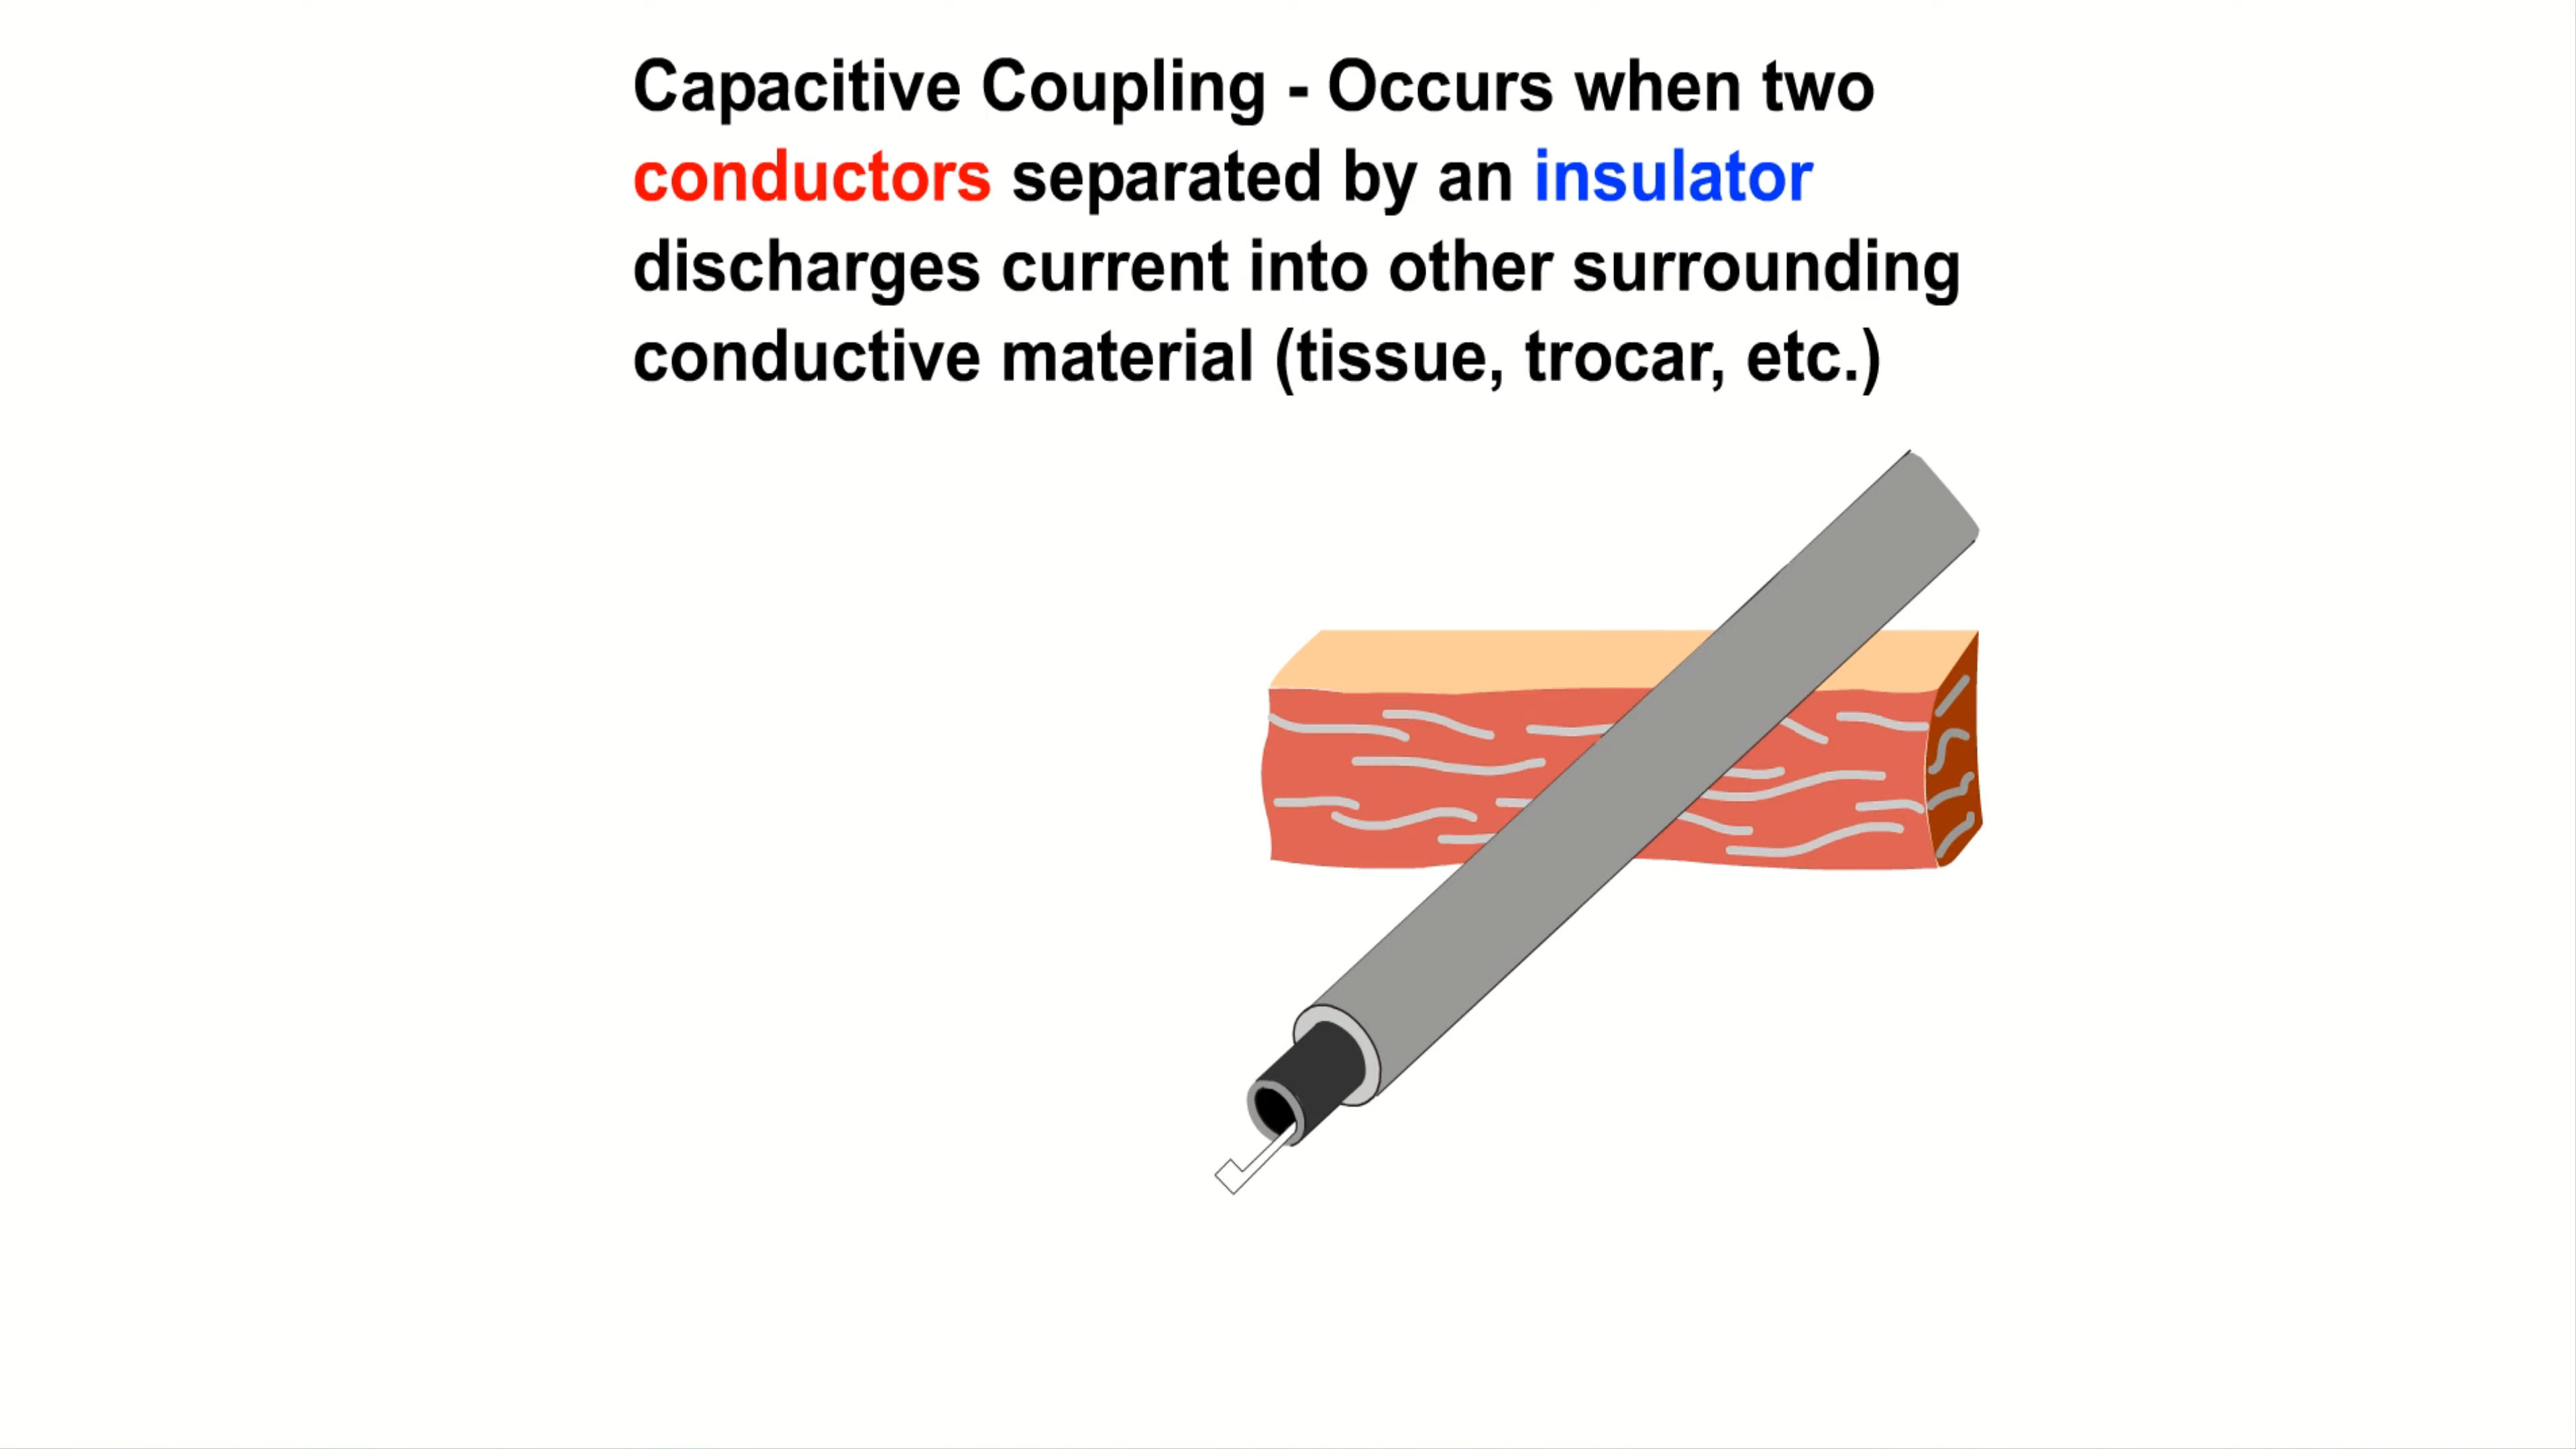 Capacitive Coupling - Occurs when two
conductors separated by an insulator
discharges current into other surrounding
conductive material (tissue, trocar, etc.)